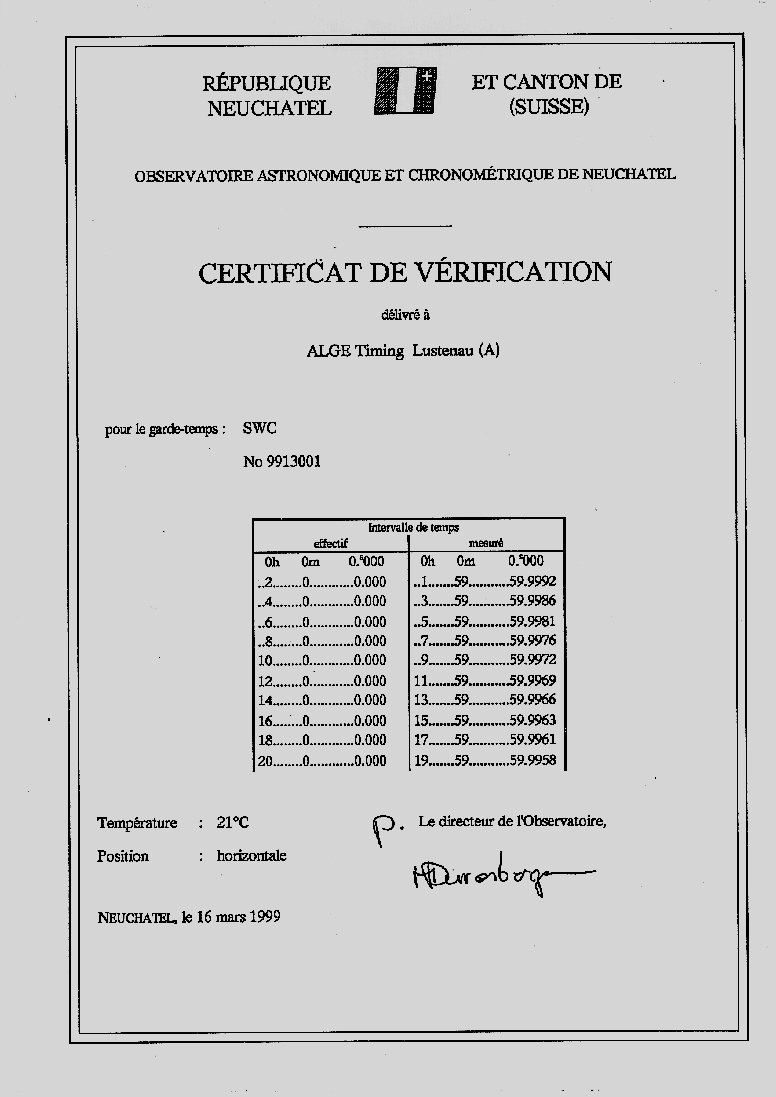 RÉPUBLIQUE ET CANTON DE
NEUCHATEL (SUISSE)
OBSERVATOIRE ASTRONOMIQUE ET CHRONOMÉTRIQUE DE NEUCHATEL
CERTIFICAT DE VÉRIFICATION
délivré à
ALGE Timing Lustenau (A)
pour le garde-temps : SWC
No 9913001
Intervalle de temps
effectif mesuré
0h 0m 0.ˢ000 0h 0m 0.ˢ000
..2........0...........0.000 ..1.......59...........59.9992
..4........0...........0.000 ..3.......59...........59.9986
..6........0...........0.000 ..5.......59...........59.9981
..8........0...........0.000 ..7.......59...........59.9976
10........0...........0.000 ..9.......59...........59.9972
12........0...........0.000 11.......59...........59.9969
14........0...........0.000 13.......59...........59.9966
16........0...........0.000 15.......59...........59.9963
18........0...........0.000 17.......59...........59.9961
20........0...........0.000 19.......59...........59.9958
Température : 21°C p. Le directeur de l'Observatoire,
Position : horizontale
NEUCHATEL, le 16 mars 1999